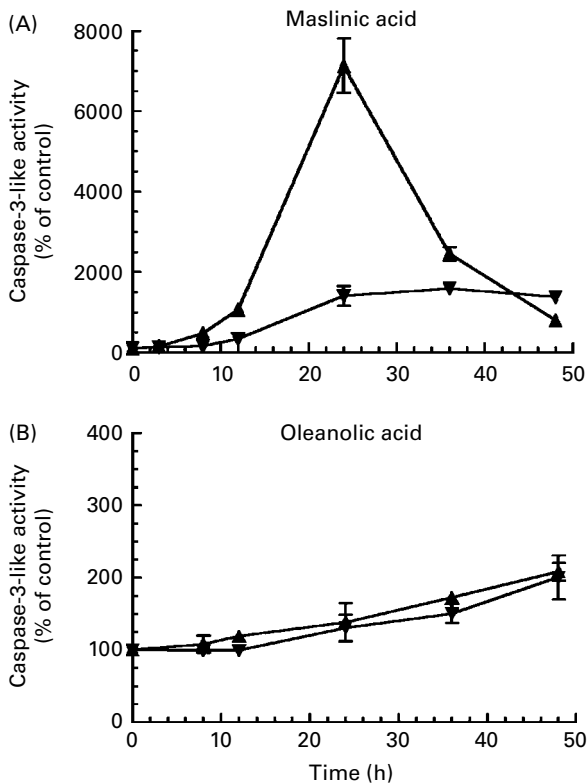 (A)
Maslinic acid
Caspase-3-like activity
(% of control)
8000
6000
4000
2000
0
0 10 20 30 40 50
(B)
Oleanolic acid
Caspase-3-like activity
(% of control)
400
300
200
100
0
0 10 20 30 40 50
Time (h)